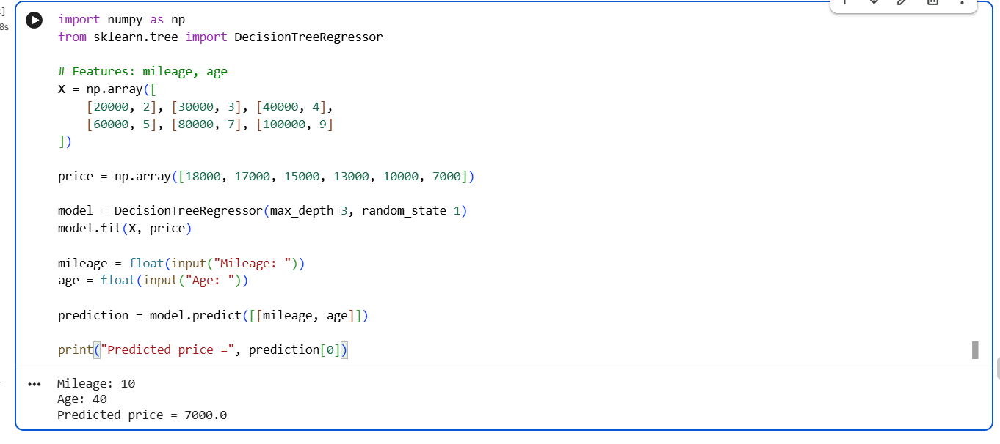 ]
8s
import numpy as np
from sklearn.tree import DecisionTreeRegressor
# Features: mileage, age
X = np.array([
    [20000, 2], [30000, 3], [40000, 4],
    [60000, 5], [80000, 7], [100000, 9]
])
price = np.array([18000, 17000, 15000, 13000, 10000, 7000])
model = DecisionTreeRegressor(max_depth=3, random_state=1)
model.fit(X, price)
mileage = float(input("Mileage: "))
age = float(input("Age: "))
prediction = model.predict([[mileage, age]])
print("Predicted price =", prediction[0])
Mileage: 10
Age: 40
Predicted price = 7000.0